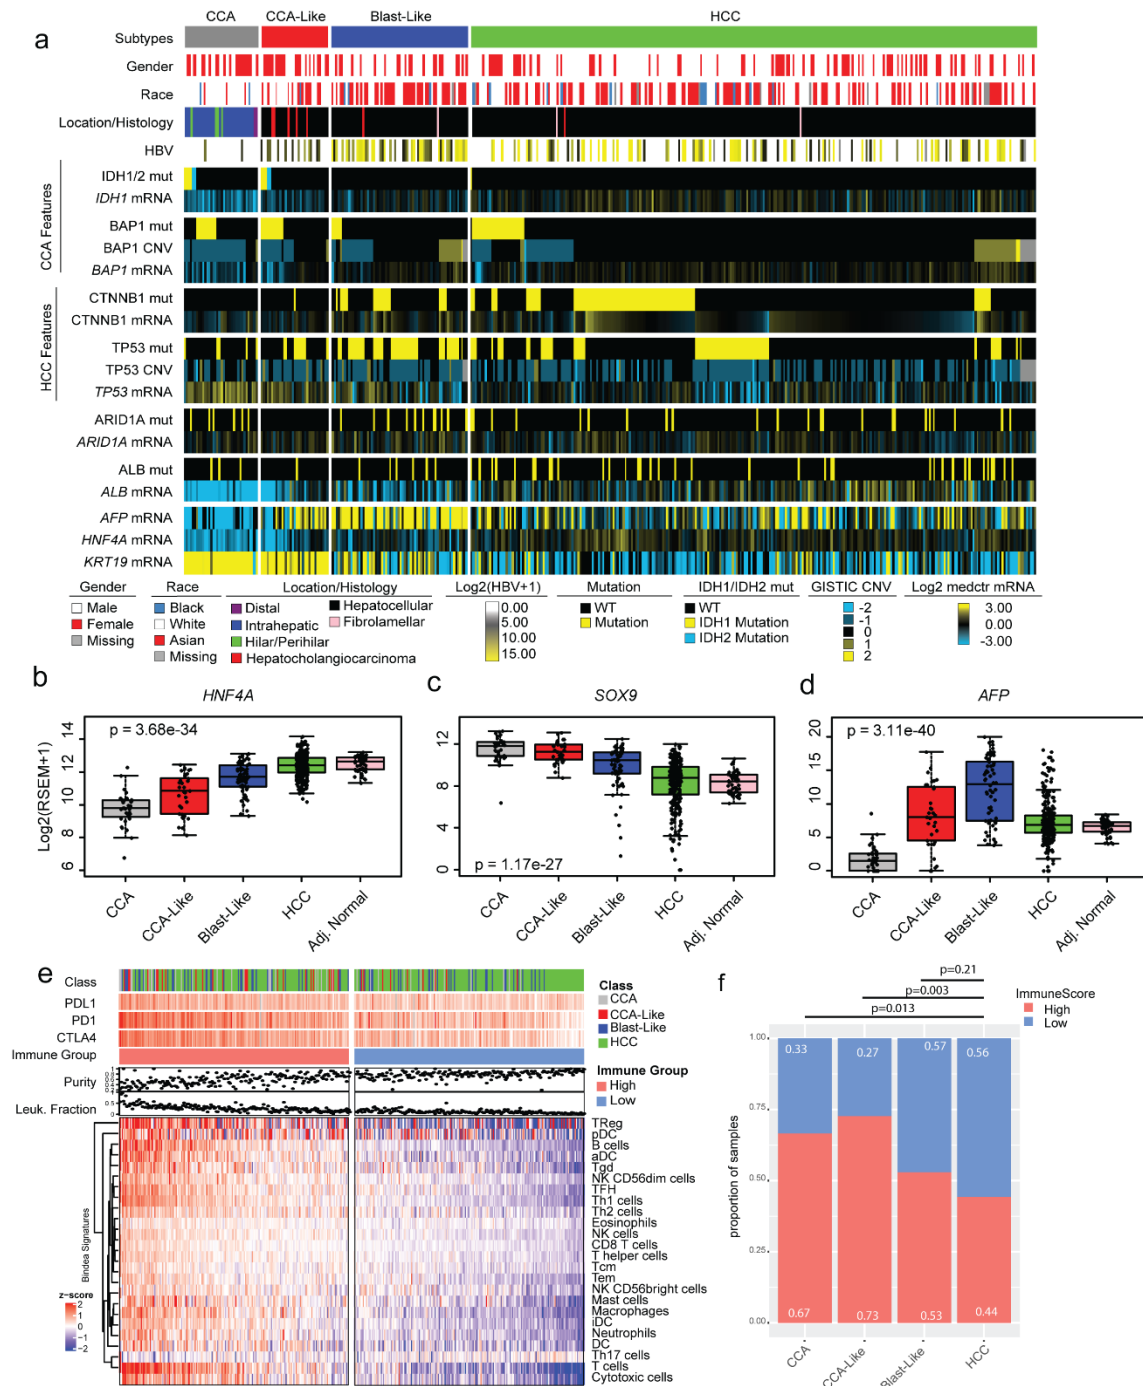 a
CCA CCA-Like Blast-Like HCC
Subtypes
Gender
Race
Location/Histology
HBV
CCA Features
IDH1/2 mut
IDH1 mRNA
BAP1 mut
BAP1 CNV
BAP1 mRNA
HCC Features
CTNNB1 mut
CTNNB1 mRNA
TP53 mut
TP53 CNV
TP53 mRNA
ARID1A mut
ARID1A mRNA
ALB mut
ALB mRNA
AFP mRNA
HNF4A mRNA
KRT19 mRNA
Gender
Male
Female
Missing
Race
Black
White
Asian
Missing
Location/Histology
Distal
Intrahepatic
Hilar/Perihilar
Hepatocholangiocarcinoma
Hepatocellular
Fibrolamellar
Log2(HBV+1)
0.00
5.00
10.00
15.00
Mutation
WT
Mutation
IDH1/IDH2 mut
WT
IDH1 Mutation
IDH2 Mutation
GISTIC CNV
-2
-1
0
1
2
Log2 medctr mRNA
3.00
0.00
-3.00
b
HNF4A
p = 3.68e-34
Log2(RSEM+1)
14
12
10
8
6
CCA CCA-Like Blast-Like HCC Adj. Normal
c
SOX9
12
8
4
0
p = 1.17e-27
CCA CCA-Like Blast-Like HCC Adj. Normal
d
AFP
p = 3.11e-40
20
15
10
5
0
CCA CCA-Like Blast-Like HCC Adj. Normal
e
Class
PDL1
PD1
CTLA4
Immune Group
Purity
Leuk. Fraction
Class
CCA
CCA-Like
Blast-Like
HCC
Immune Group
High
Low
Bindea Signatures
z-score
2
1
0
−1
−2
TReg
pDC
B cells
aDC
Tgd
NK CD56dim cells
TFH
Th1 cells
Th2 cells
Eosinophils
NK cells
CD8 T cells
T helper cells
Tcm
Tem
NK CD56bright cells
Mast cells
Macrophages
iDC
Neutrophils
DC
Th17 cells
T cells
Cytotoxic cells
f
p=0.21
p=0.003
p=0.013
ImmuneScore
High
Low
proportion of samples
1.00
0.75
0.50
0.25
0.00
0.33 0.27 0.57 0.56
0.67 0.73 0.53 0.44
CCA CCA-Like Blast-Like HCC